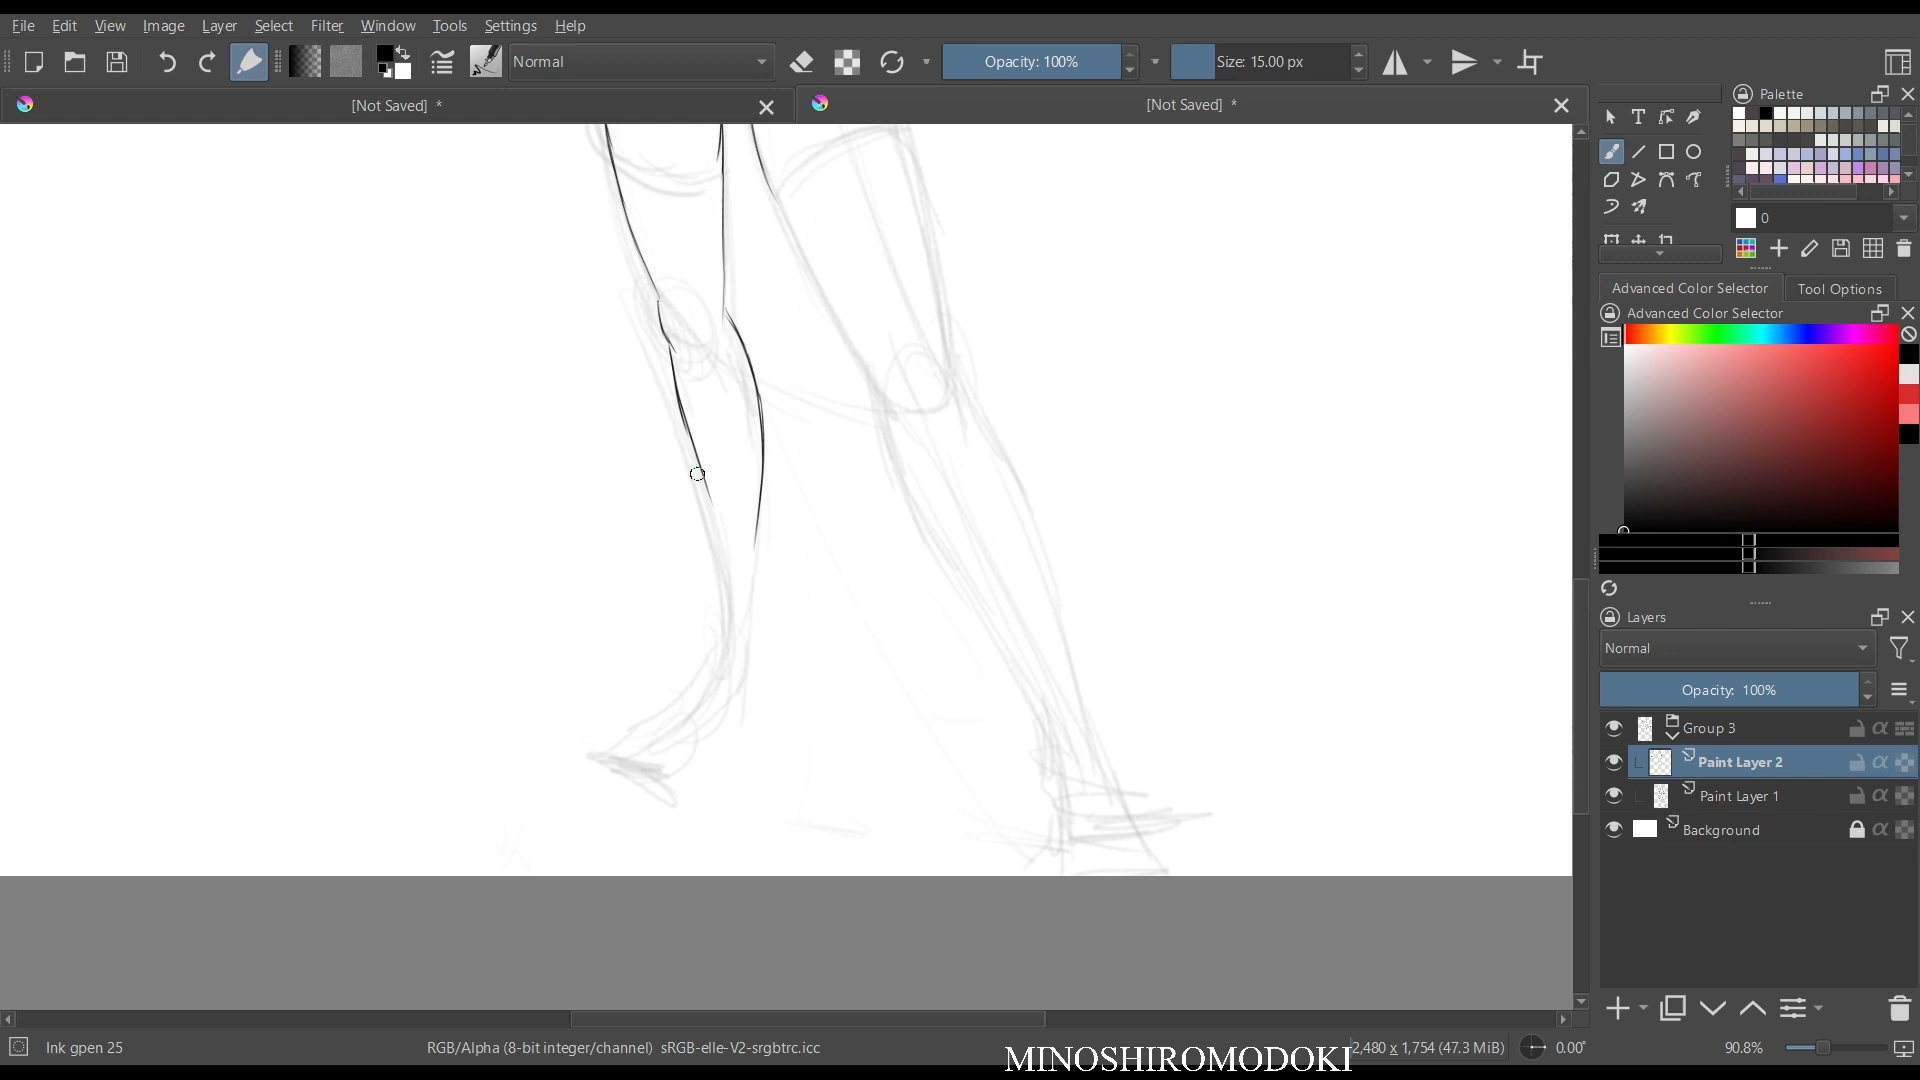 File Edit View Image Layer Select Filter Window Tools Settings Help
Normal Opacity: 100% Size: 15.00 px
[Not Saved] * [Not Saved] *
Palette
0
Advanced Color Selector Tool Options
Advanced Color Selector
Layers
Normal
Opacity: 100%
Group 3
Paint Layer 2
Paint Layer 1
Background
Ink gpen 25 RGB/Alpha (8-bit integer/channel) sRGB-elle-V2-srgbtrc.icc 2,480 x 1,754 (47.3 MiB) 0.00° 90.8%
MINOSHIROMODOKI